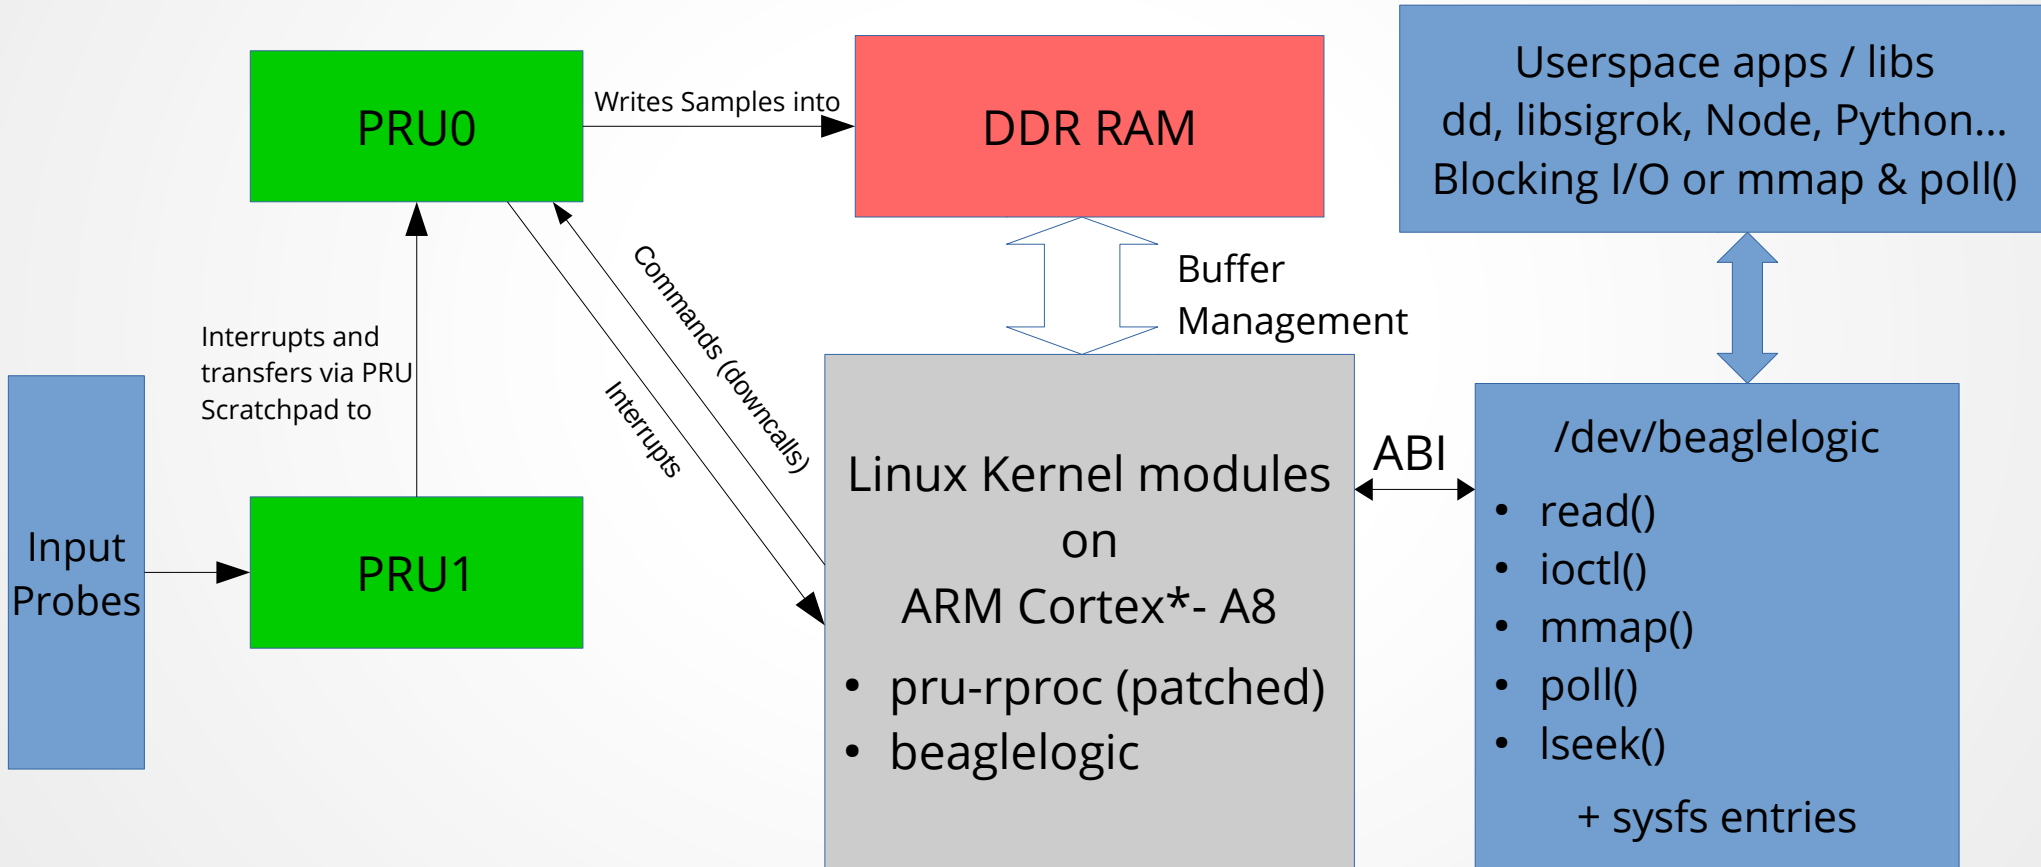 PRU0
Writes Samples into
DDR RAM
Userspace apps / libs
dd, libsigrok, Node, Python...
Blocking I/O or mmap & poll()
Interrupts and
transfers via PRU
Scratchpad to
Commands (downcalls)
Interrupts
Buffer
Management
Input
Probes
PRU1
Linux Kernel modules
on
ARM Cortex*- A8
• pru-rproc (patched)
• beaglelogic
ABI
/dev/beaglelogic
• read()
• ioctl()
• mmap()
• poll()
• lseek()
+ sysfs entries